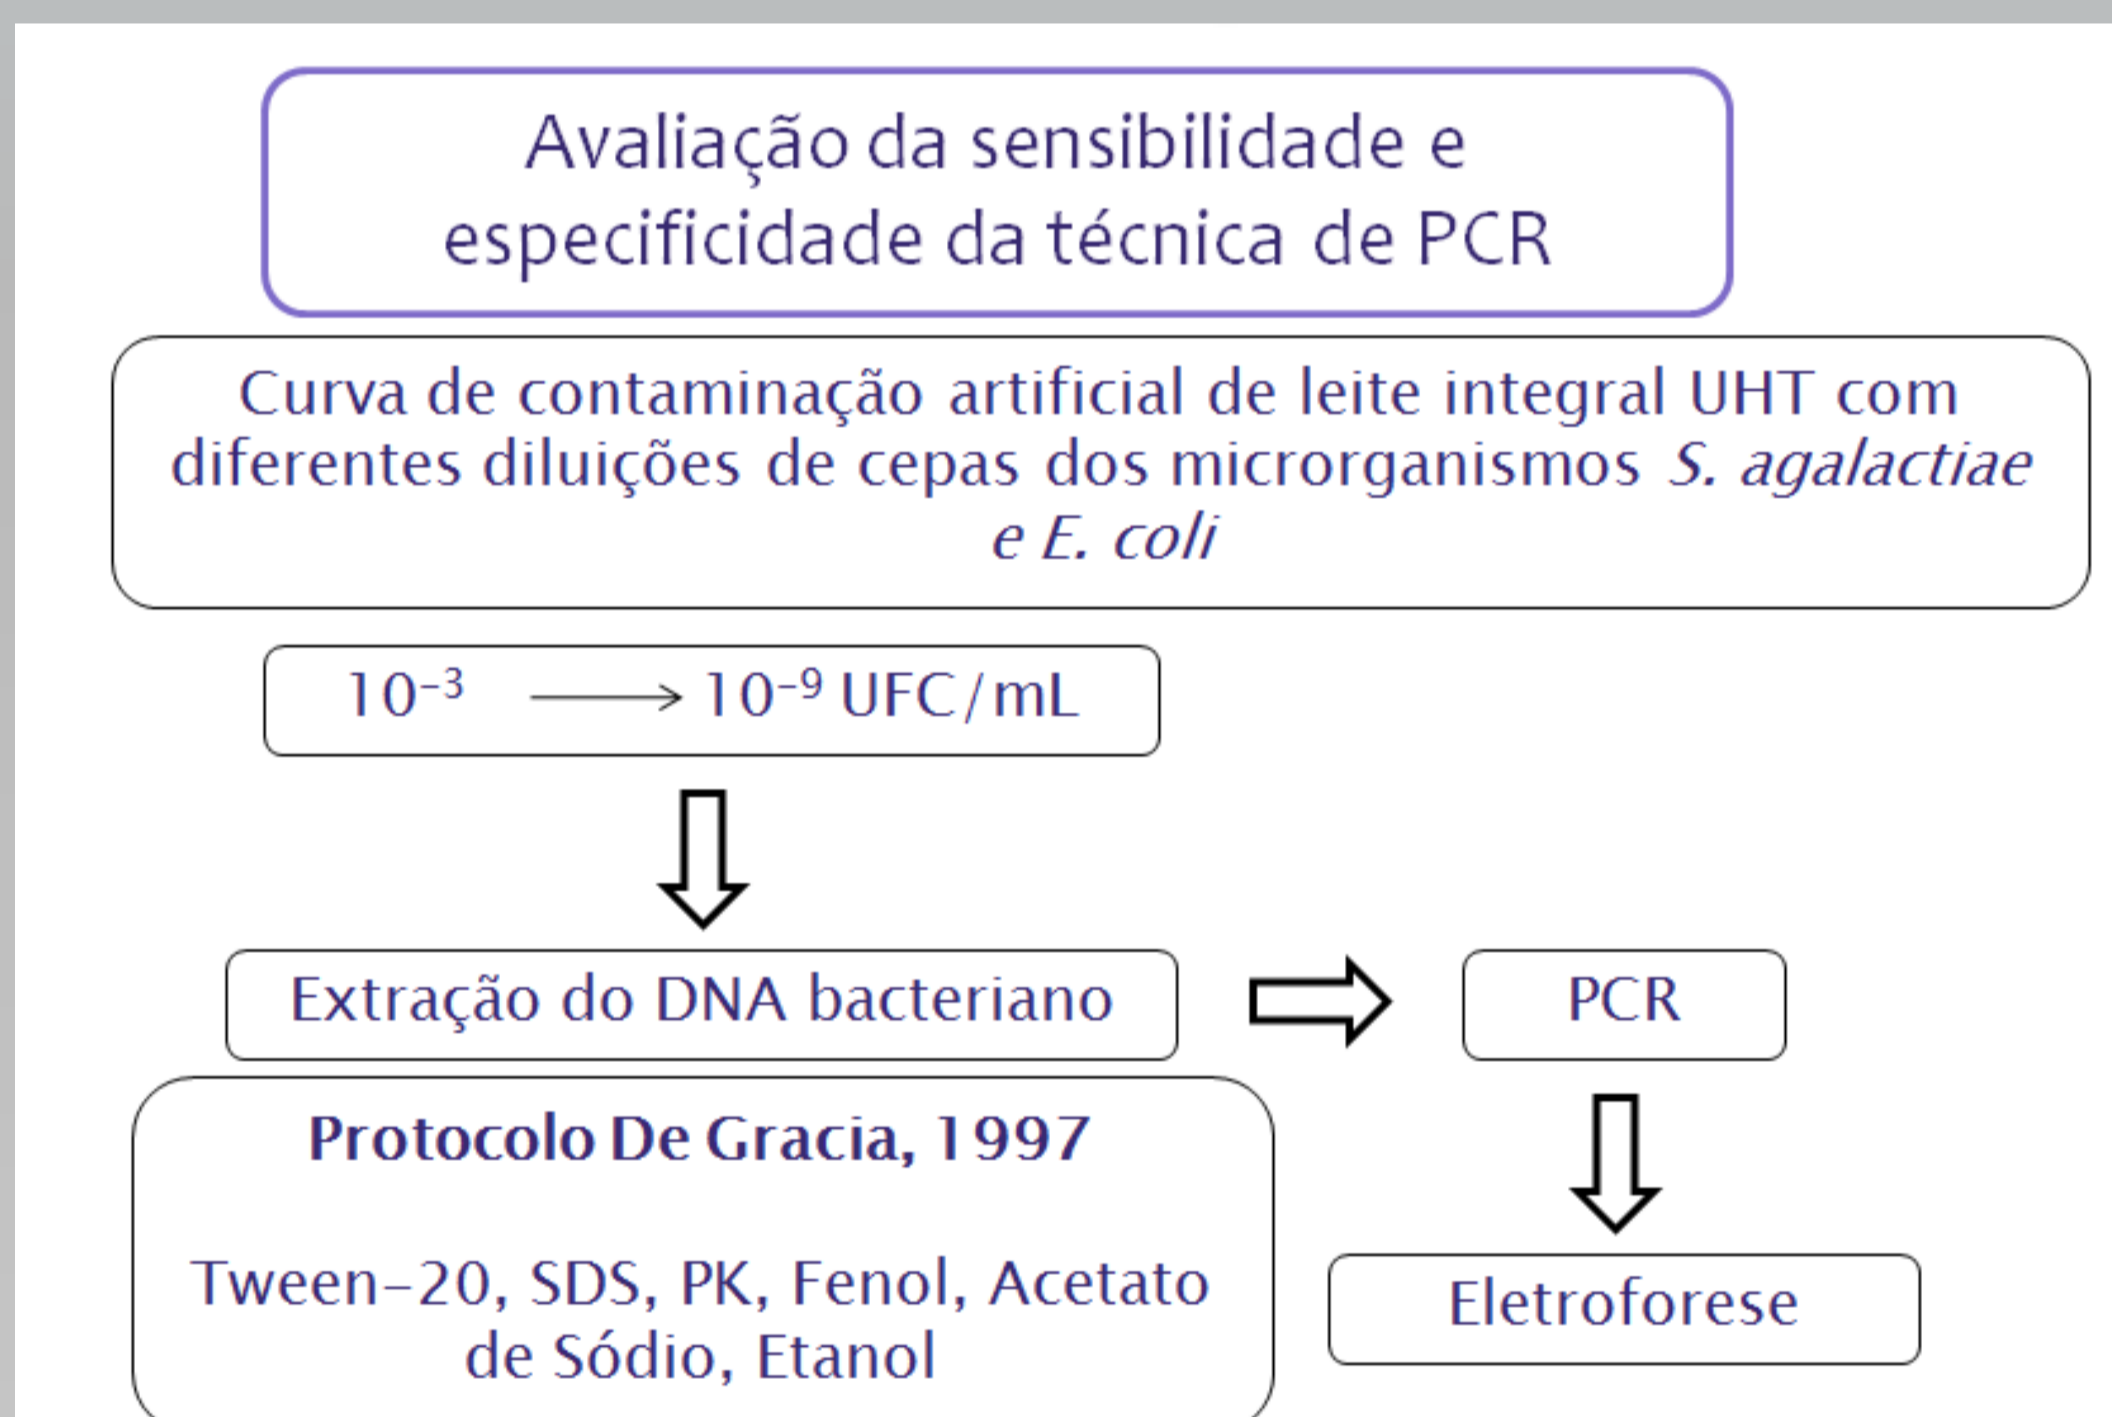 Avaliação da sensibilidade e
especificidade da técnica de PCR
Curva de contaminação artificial de leite integral UHT com
diferentes diluições de cepas dos microrganismos S. agalactiae
e E. coli
10⁻³ → 10⁻⁹ UFC/mL
Extração do DNA bacteriano
PCR
Protocolo De Gracia, 1997
Tween-20, SDS, PK, Fenol, Acetato
de Sódio, Etanol
Eletroforese